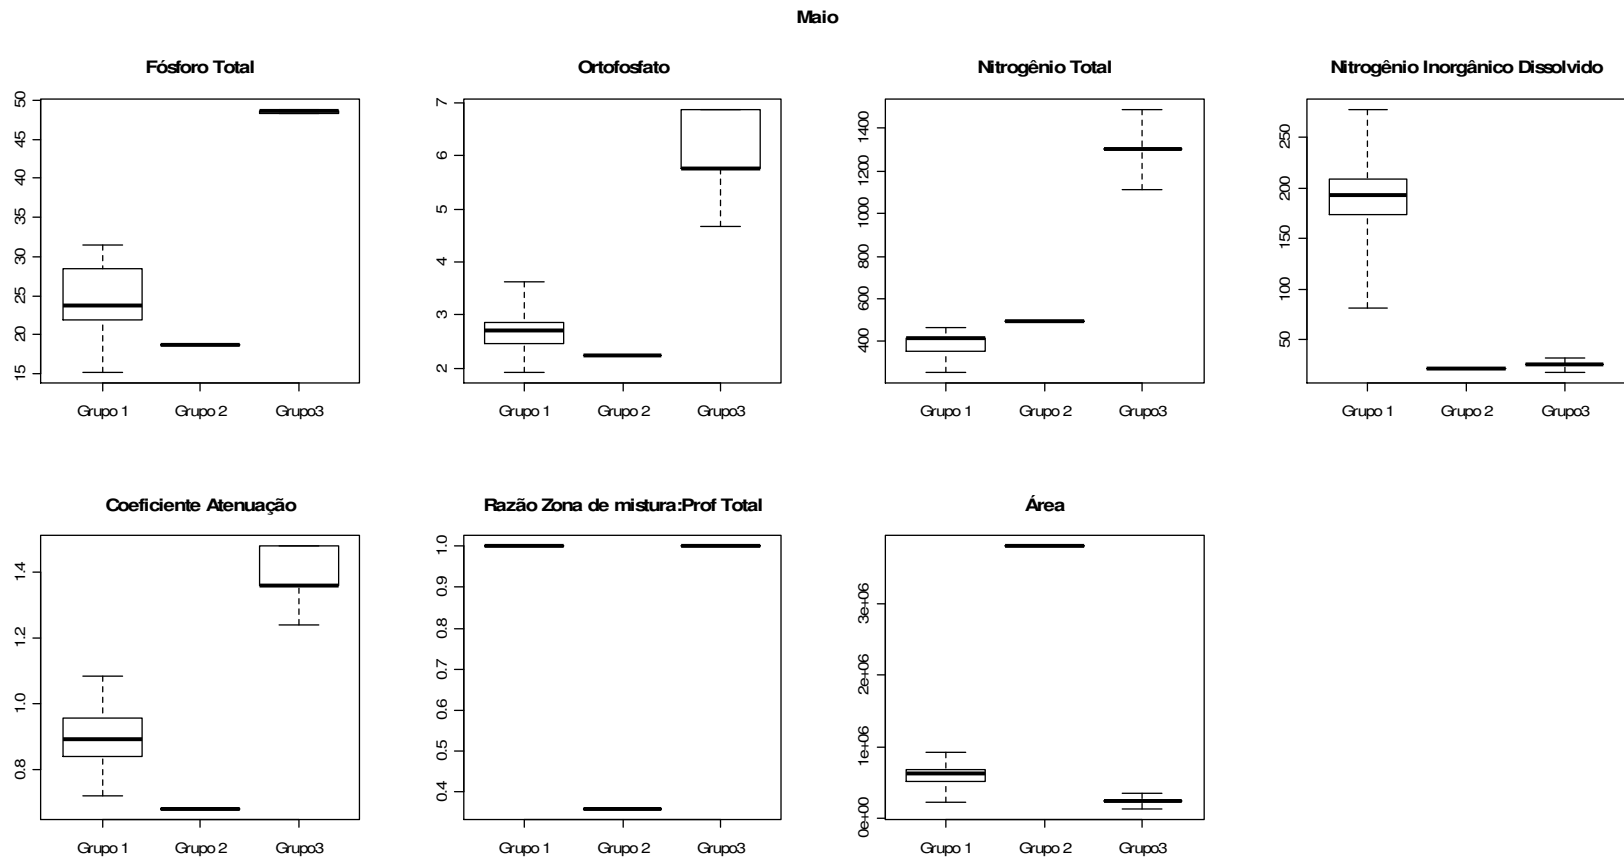 Maio
Fósforo Total
50
45
40
35
30
25
20
15
Grupo 1 Grupo 2 Grupo3
Ortofosfato
7
6
5
4
3
2
Grupo 1 Grupo 2 Grupo3
Nitrogênio Total
1400
1200
1000
800
600
400
Grupo 1 Grupo 2 Grupo3
Nitrogênio Inorgânico Dissolvido
250
200
150
100
50
Grupo 1 Grupo 2 Grupo3
Coeficiente Atenuação
1.4
1.2
1.0
0.8
Grupo 1 Grupo 2 Grupo3
Razão Zona de mistura:Prof Total
1.0
0.9
0.8
0.7
0.6
0.5
0.4
Grupo 1 Grupo 2 Grupo3
Área
3e+06
2e+06
1e+06
0e+00
Grupo 1 Grupo 2 Grupo3